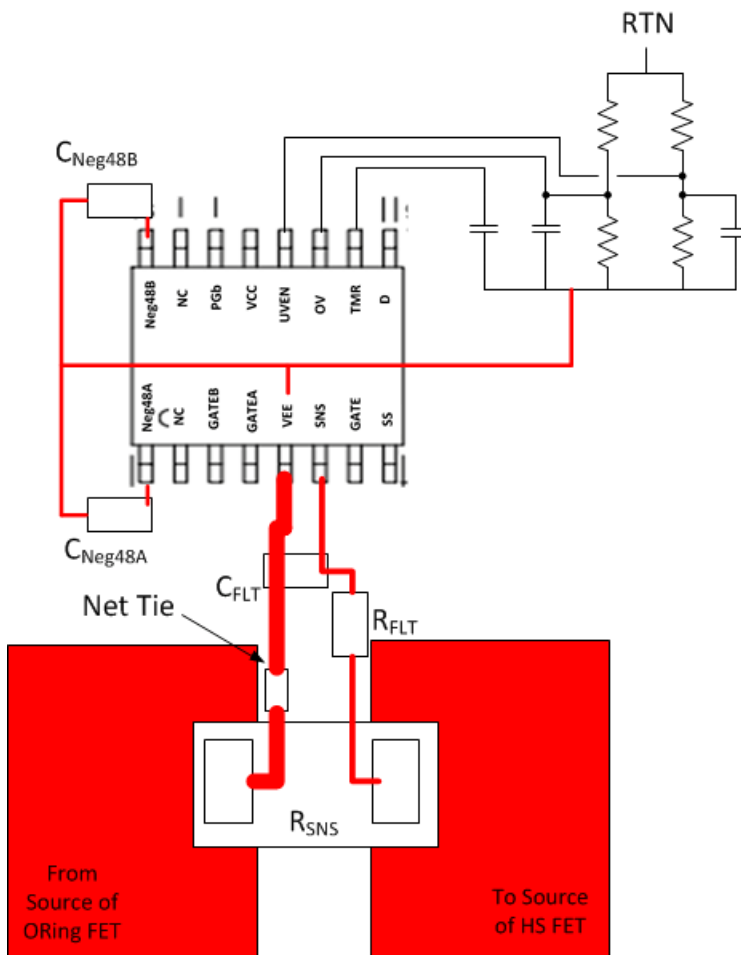 RTN
CNeg48B
Neg48B
NC
PGb
VCC
UVEN
OV
TMR
D
Neg48A
NC
GATEB
GATEA
VEE
SNS
GATE
SS
CNeg48A
CFLT
Net Tie
RFLT
RSNS
From
Source of
ORing FET
To Source
of HS FET